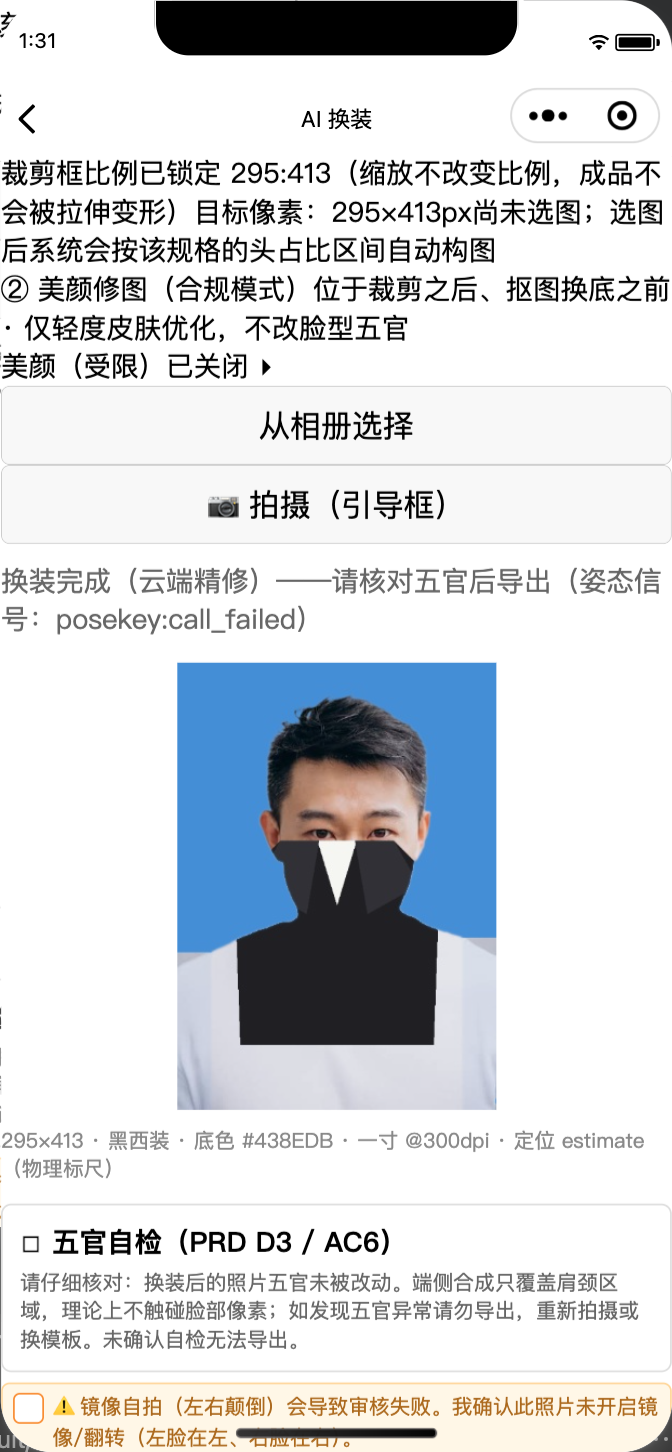 1:31
AI 换装
裁剪框比例已锁定 295:413（缩放不改变比例，成品不
会被拉伸变形）目标像素：295×413px尚未选图；选图
后系统会按该规格的头占比区间自动构图
② 美颜修图（合规模式）位于裁剪之后、抠图换底之前
· 仅轻度皮肤优化，不改脸型五官
美颜（受限）已关闭 ▸
从相册选择
📷 拍摄（引导框）
换装完成（云端精修）——请核对五官后导出（姿态信
号：posekey:call_failed）
295×413 · 黑西装 · 底色 #438EDB · 一寸 @300dpi · 定位 estimate
（物理标尺）
☐ 五官自检（PRD D3 / AC6）
请仔细核对：换装后的照片五官未被改动。端侧合成只覆盖肩颈区
域，理论上不触碰脸部像素；如发现五官异常请勿导出，重新拍摄或
换模板。未确认自检无法导出。
⚠️ 镜像自拍（左右颠倒）会导致审核失败。我确认此照片未开启镜
像/翻转（左脸在左、右脸在右）。